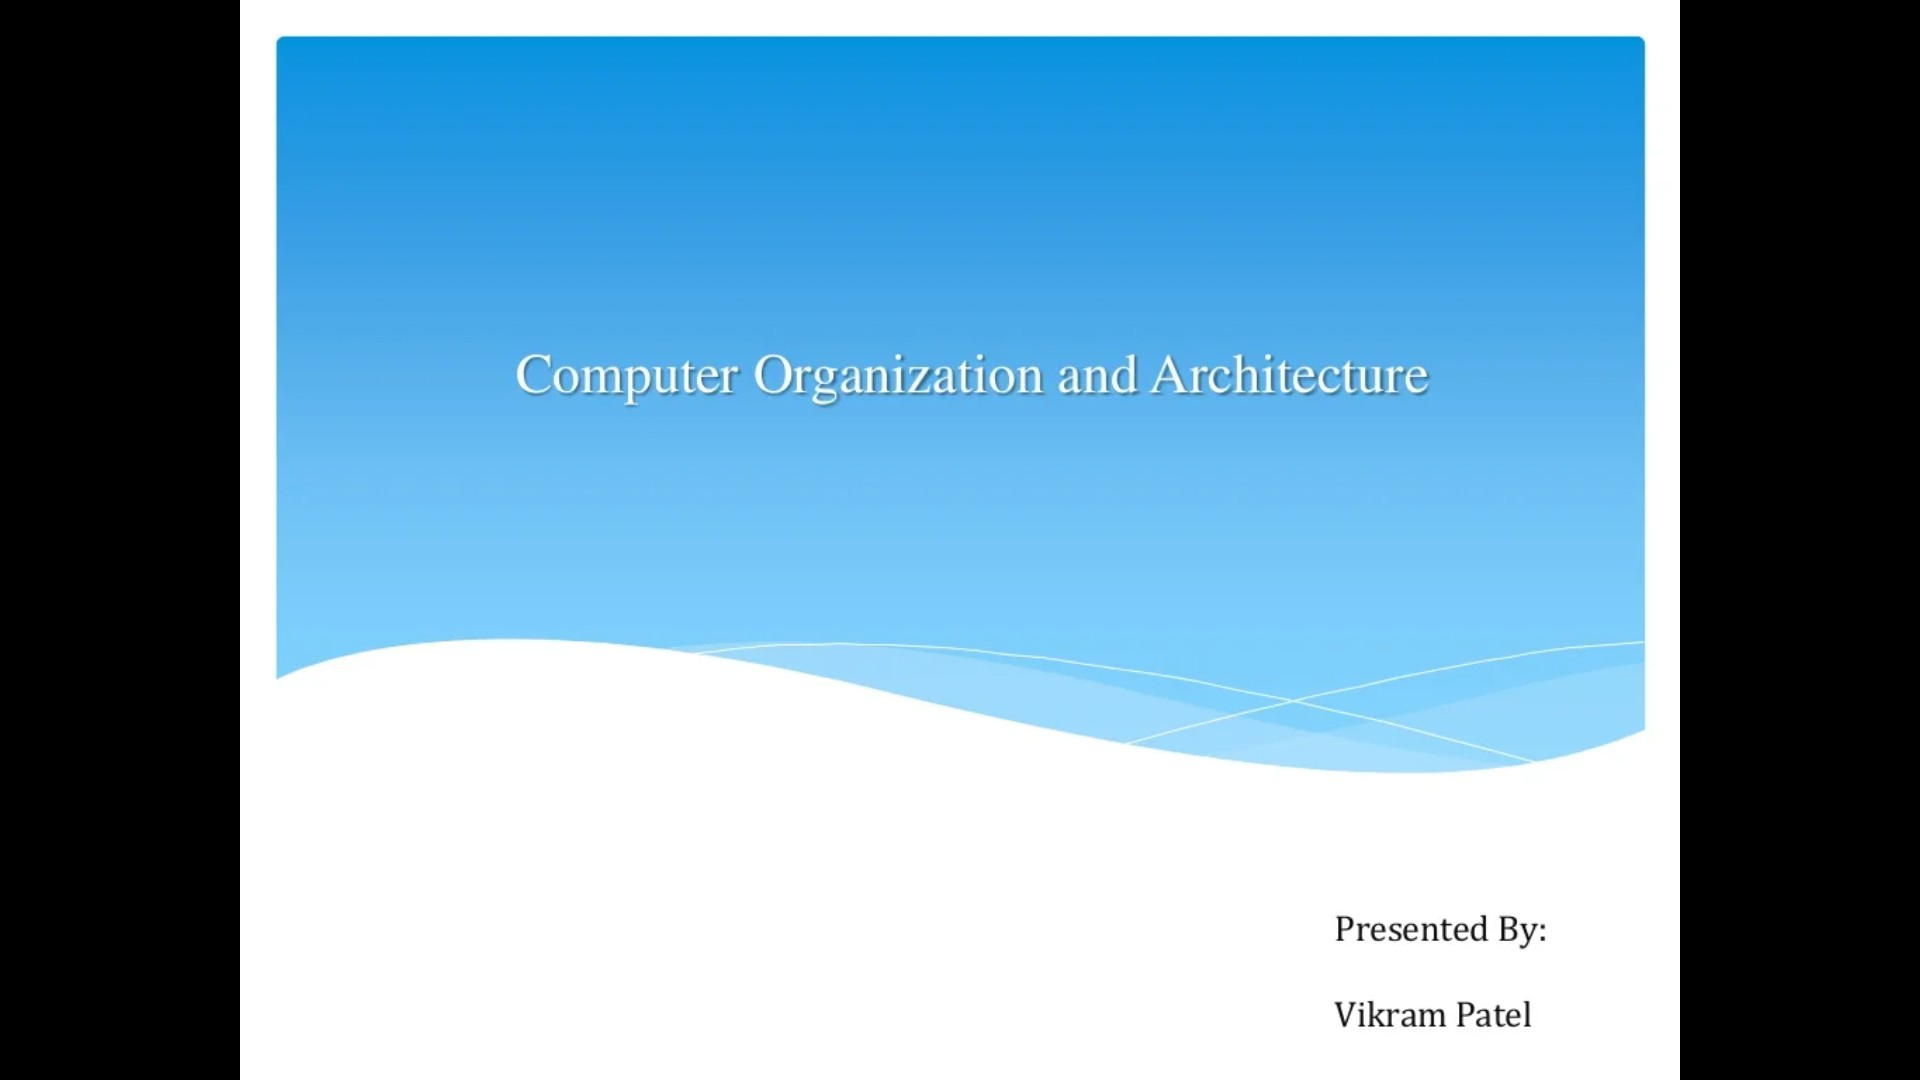 Computer Organization and Architecture
Presented By:
Vikram Patel